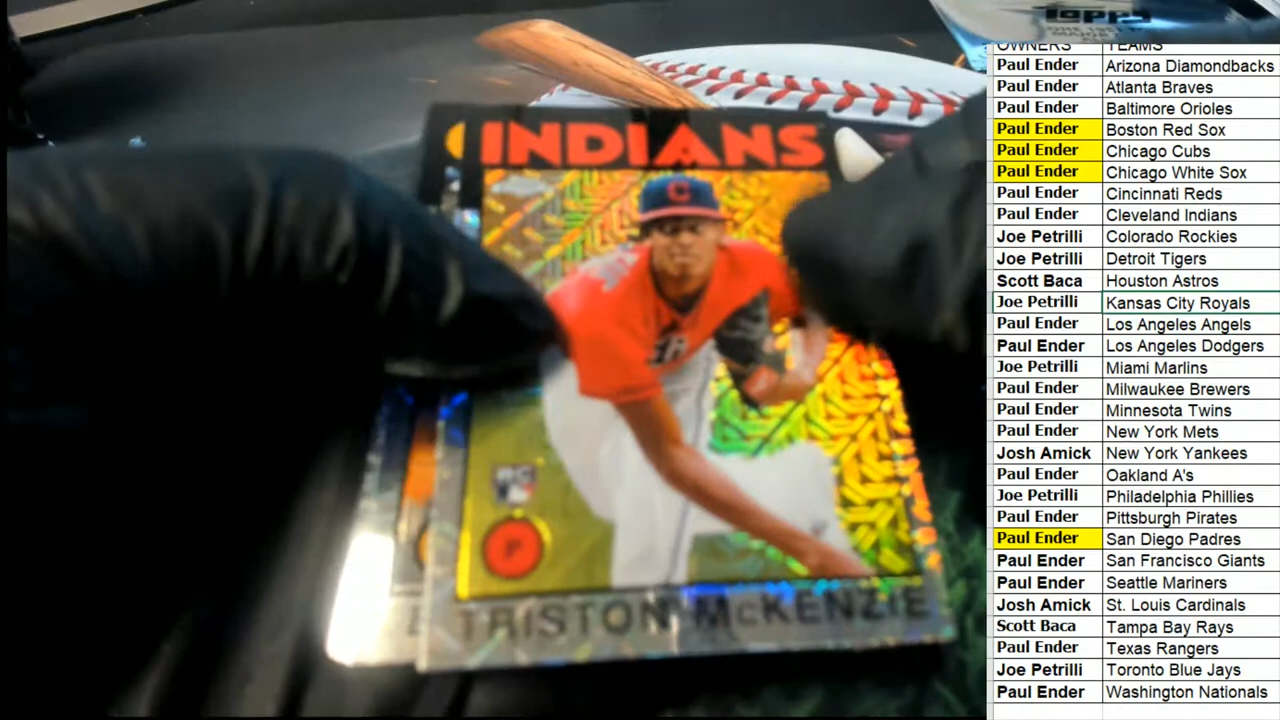 Topps
OWNERS TEAMS
Paul Ender Arizona Diamondbacks
Paul Ender Atlanta Braves
Paul Ender Baltimore Orioles
Paul Ender Boston Red Sox
Paul Ender Chicago Cubs
Paul Ender Chicago White Sox
Paul Ender Cincinnati Reds
Paul Ender Cleveland Indians
Joe Petrilli Colorado Rockies
Joe Petrilli Detroit Tigers
Scott Baca Houston Astros
Joe Petrilli Kansas City Royals
Paul Ender Los Angeles Angels
Paul Ender Los Angeles Dodgers
Joe Petrilli Miami Marlins
Paul Ender Milwaukee Brewers
Paul Ender Minnesota Twins
Paul Ender New York Mets
Josh Amick New York Yankees
Paul Ender Oakland A's
Joe Petrilli Philadelphia Phillies
Paul Ender Pittsburgh Pirates
Paul Ender San Diego Padres
Paul Ender San Francisco Giants
Paul Ender Seattle Mariners
Josh Amick St. Louis Cardinals
Scott Baca Tampa Bay Rays
Paul Ender Texas Rangers
Joe Petrilli Toronto Blue Jays
Paul Ender Washington Nationals
INDIANS
C
RC
P
TRISTON McKENZIE